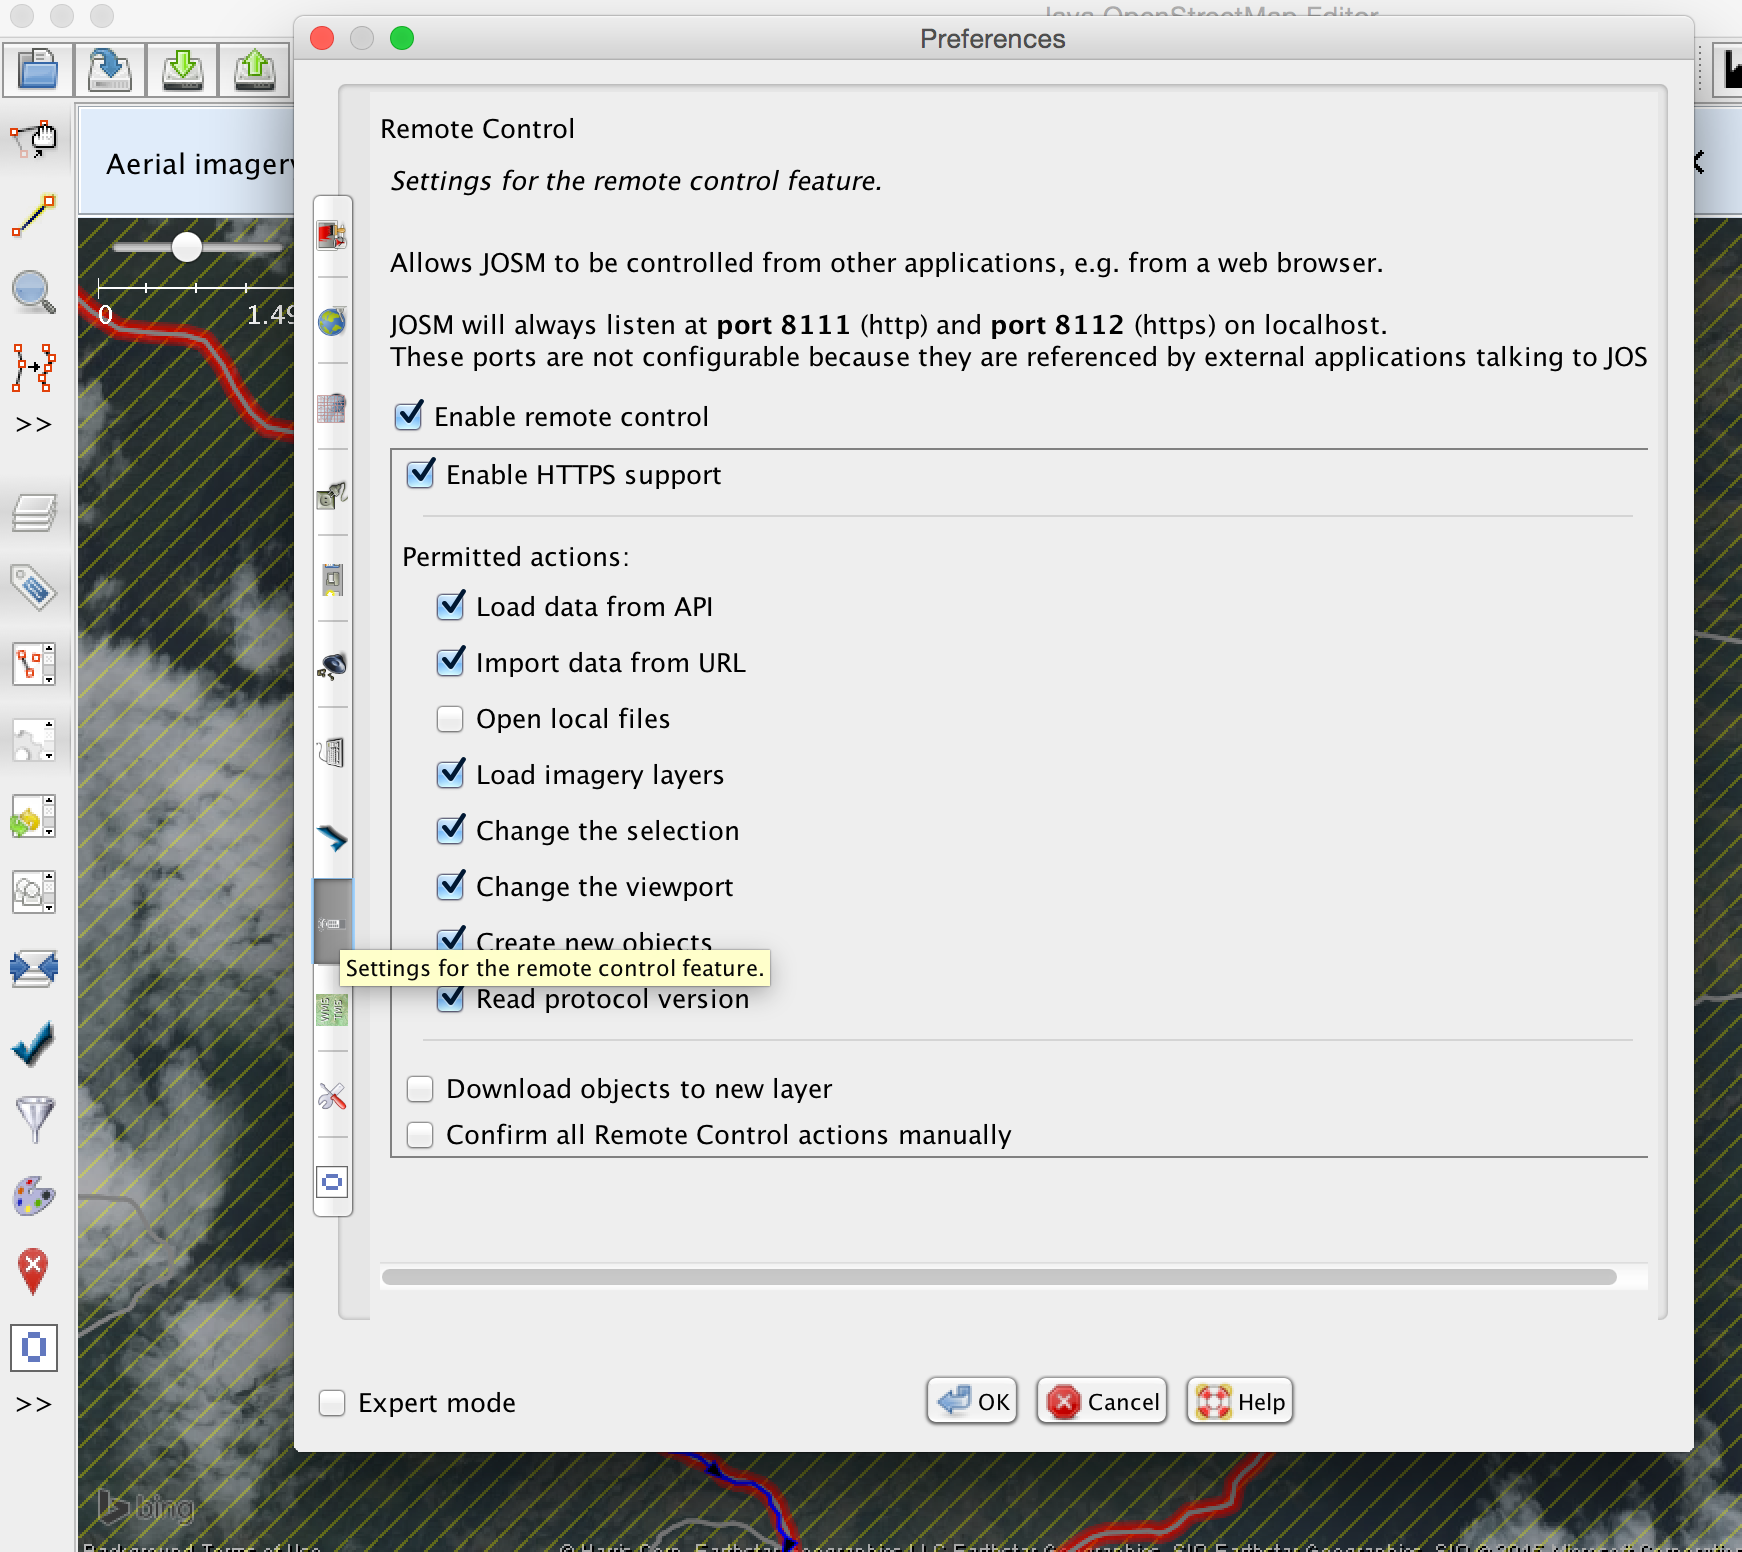 Java OpenStreetMap Editor
Preferences
Aerial imagery
0
1.49
Remote Control
Settings for the remote control feature.
Allows JOSM to be controlled from other applications, e.g. from a web browser.
JOSM will always listen at port 8111 (http) and port 8112 (https) on localhost.
These ports are not configurable because they are referenced by external applications talking to JOS
Enable remote control
Enable HTTPS support
Permitted actions:
Load data from API
Import data from URL
Open local files
Load imagery layers
Change the selection
Change the viewport
Create new objects
Settings for the remote control feature.
Read protocol version
Download objects to new layer
Confirm all Remote Control actions manually
>>
>>
WMS
TMS
Expert mode
OK
Cancel
Help
bing
Background Terms of Use